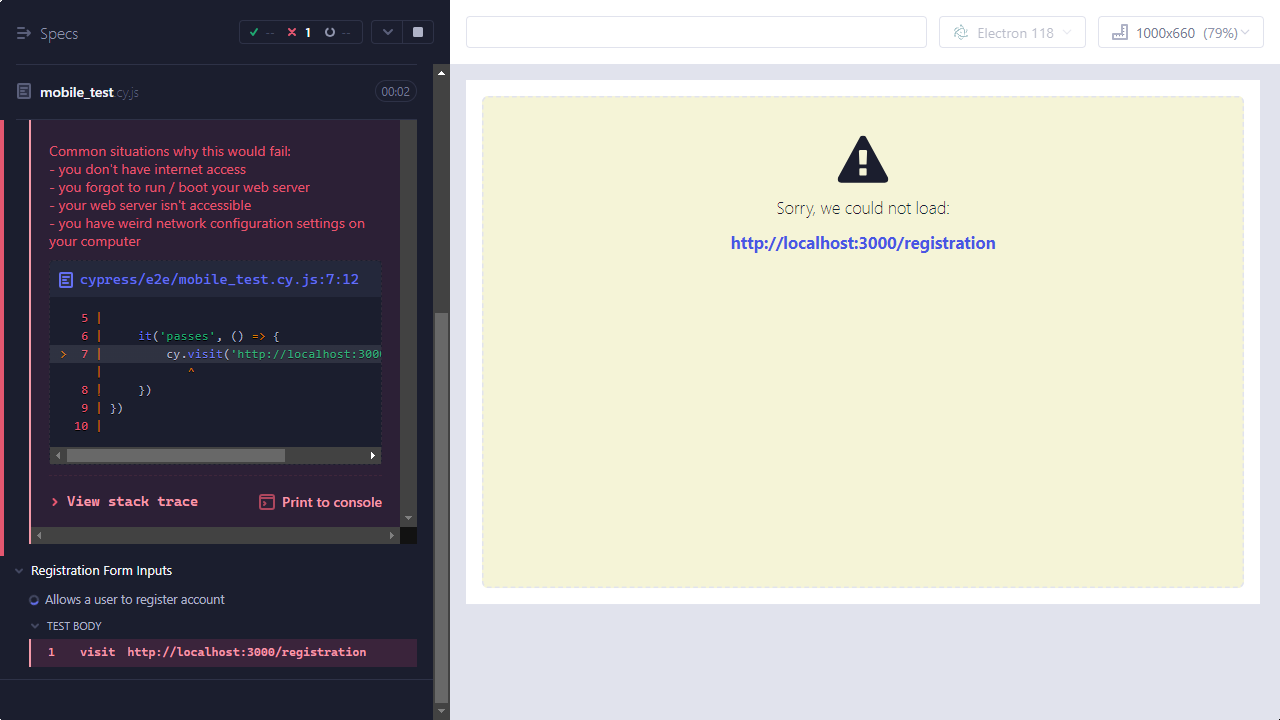 Specs
--
1
--
Electron 118
1000x660 (79%)
mobile_test.cy.js
00:02
Common situations why this would fail:
- you don't have internet access
- you forgot to run / boot your web server
- your web server isn't accessible
- you have weird network configuration settings on
your computer
cypress/e2e/mobile_test.cy.js:7:12
5 |
6 | it('passes', () => {
> 7 | cy.visit('http://localhost:300
| ^
8 | })
9 | })
10 |
> View stack trace
Print to console
Registration Form Inputs
Allows a user to register account
TEST BODY
1 visit http://localhost:3000/registration
Sorry, we could not load:
http://localhost:3000/registration